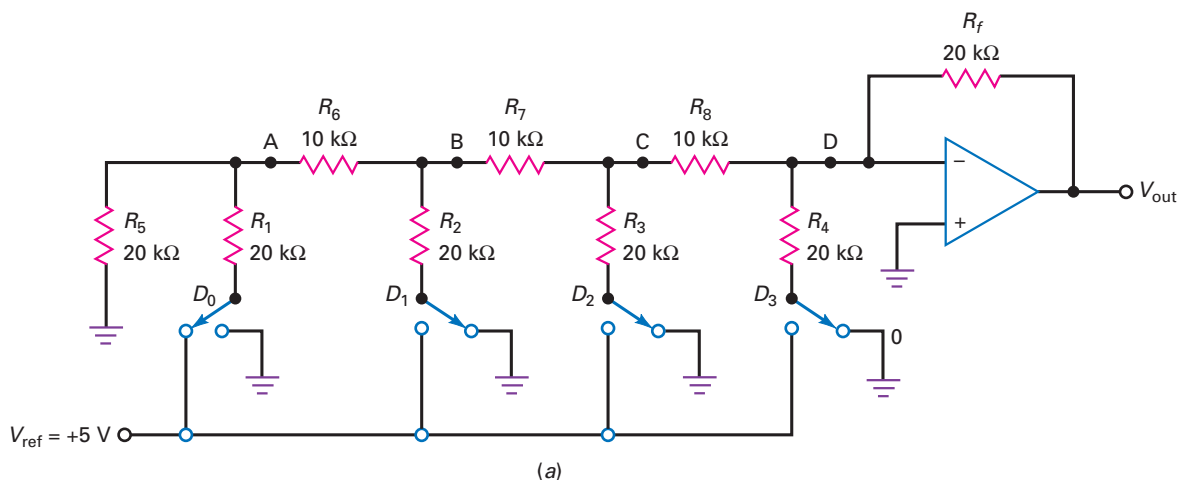 R_f
20 kΩ
R_6
10 kΩ
R_7
10 kΩ
R_8
10 kΩ
A
B
C
D
−
+
V_out
R_5
20 kΩ
R_1
20 kΩ
R_2
20 kΩ
R_3
20 kΩ
R_4
20 kΩ
D_0
D_1
D_2
D_3
0
V_ref = +5 V
(a)